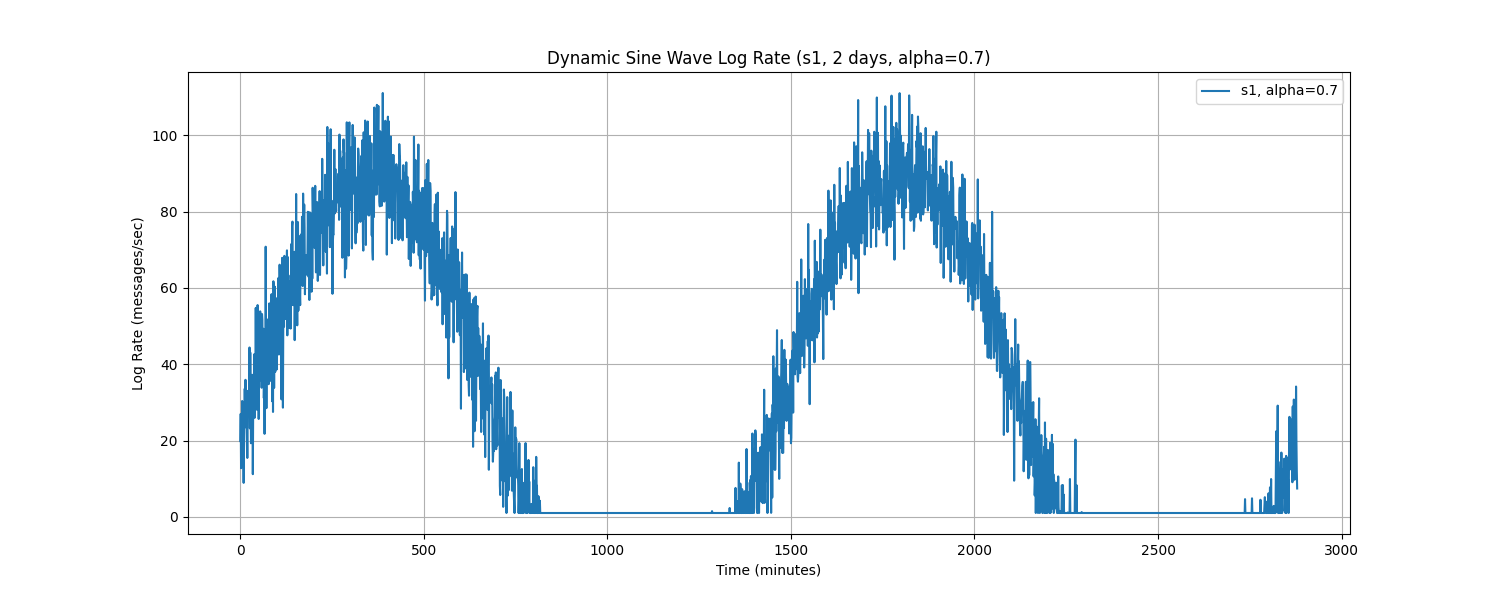 Dynamic Sine Wave Log Rate (s1, 2 days, alpha=0.7)
s1, alpha=0.7
Log Rate (messages/sec)
100
80
60
40
20
0
0 500 1000 1500 2000 2500 3000
Time (minutes)